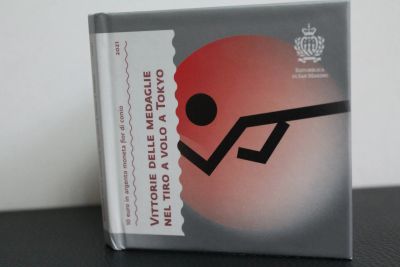 10 euro in argento moneta fior di conio
2021
VITTORIE DELLE MEDAGLIE
NEL TIRO A VOLO A TOKYO
REPUBBLICA
DI SAN MARINO